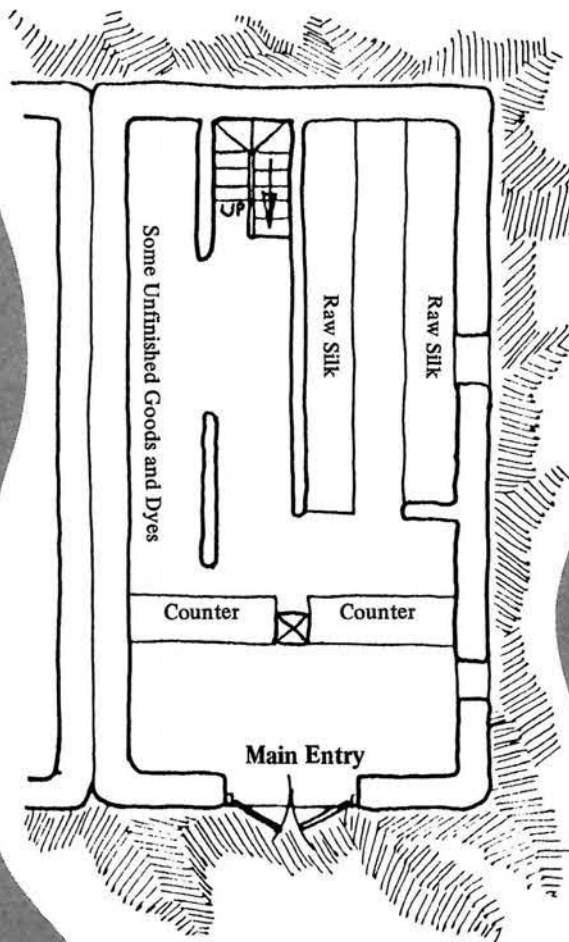 UP
Some Unfinished Goods and Dyes
Raw Silk
Raw Silk
Counter
Counter
Main Entry